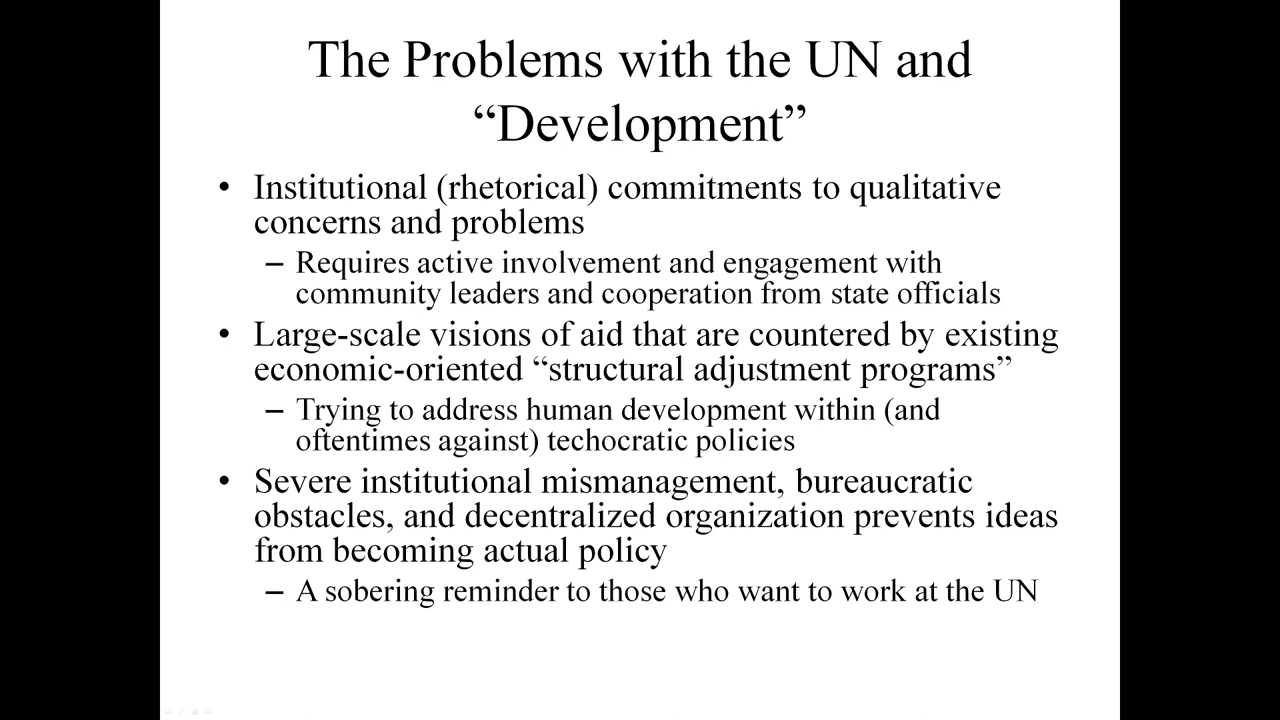 The Problems with the UN and
“Development”
• Institutional (rhetorical) commitments to qualitative
concerns and problems
– Requires active involvement and engagement with
community leaders and cooperation from state officials
• Large-scale visions of aid that are countered by existing
economic-oriented “structural adjustment programs”
– Trying to address human development within (and
oftentimes against) techocratic policies
• Severe institutional mismanagement, bureaucratic
obstacles, and decentralized organization prevents ideas
from becoming actual policy
– A sobering reminder to those who want to work at the UN